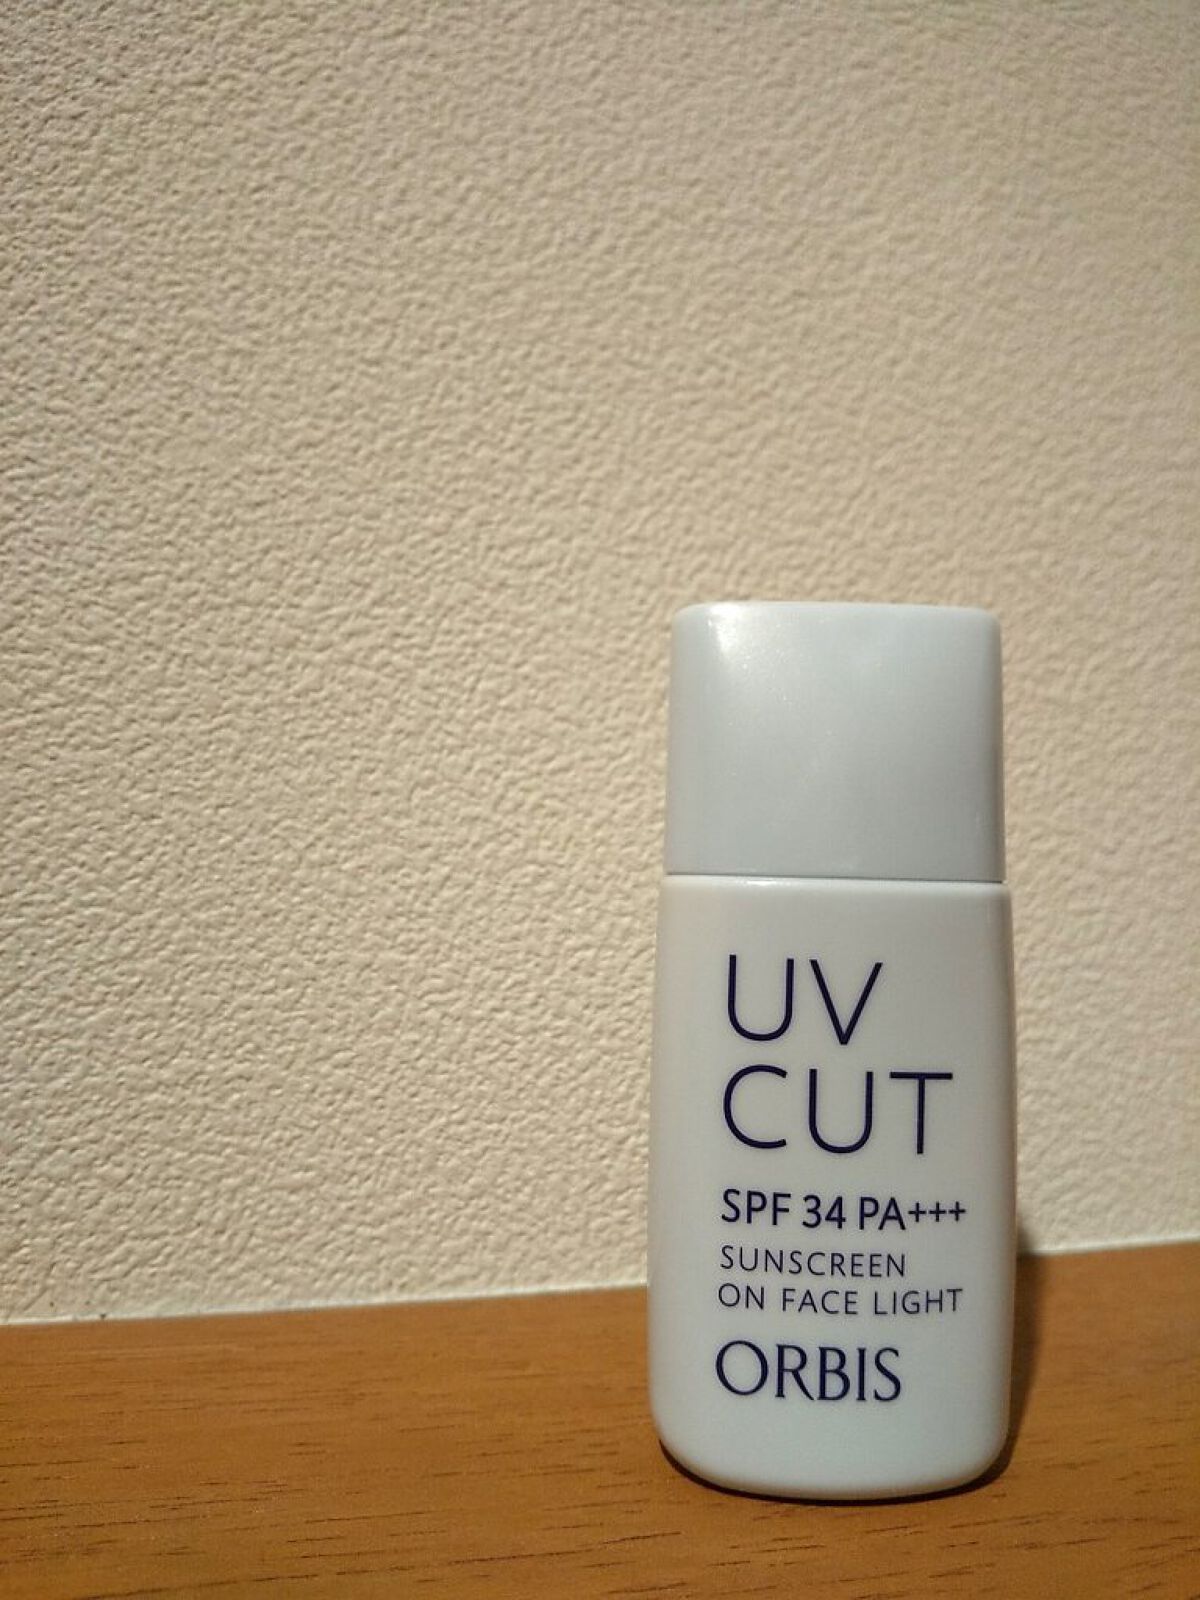 UV
CUT
SPF 34 PA+++
SUNSCREEN
ON FACE LIGHT
ORBIS